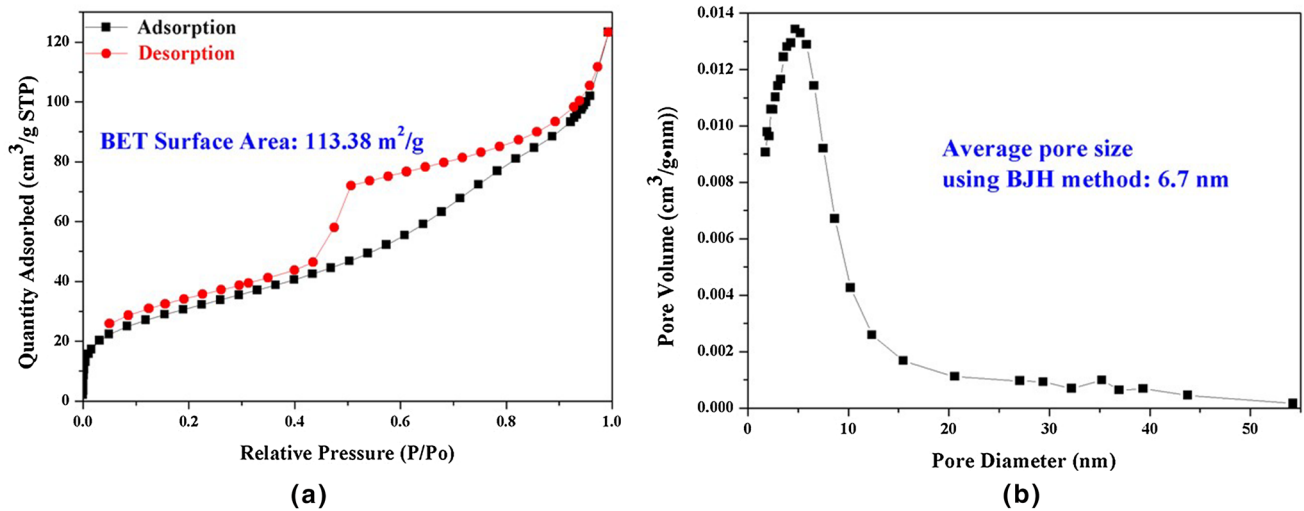 Adsorption
Desorption
BET Surface Area: 113.38 m²/g
Quantity Adsorbed (cm³/g STP)
120
100
80
60
40
20
0
0.0 0.2 0.4 0.6 0.8 1.0
Relative Pressure (P/Po)
(a)
Average pore size
using BJH method: 6.7 nm
Pore Volume (cm³/g•nm))
0.014
0.012
0.010
0.008
0.006
0.004
0.002
0.000
0 10 20 30 40 50
Pore Diameter (nm)
(b)